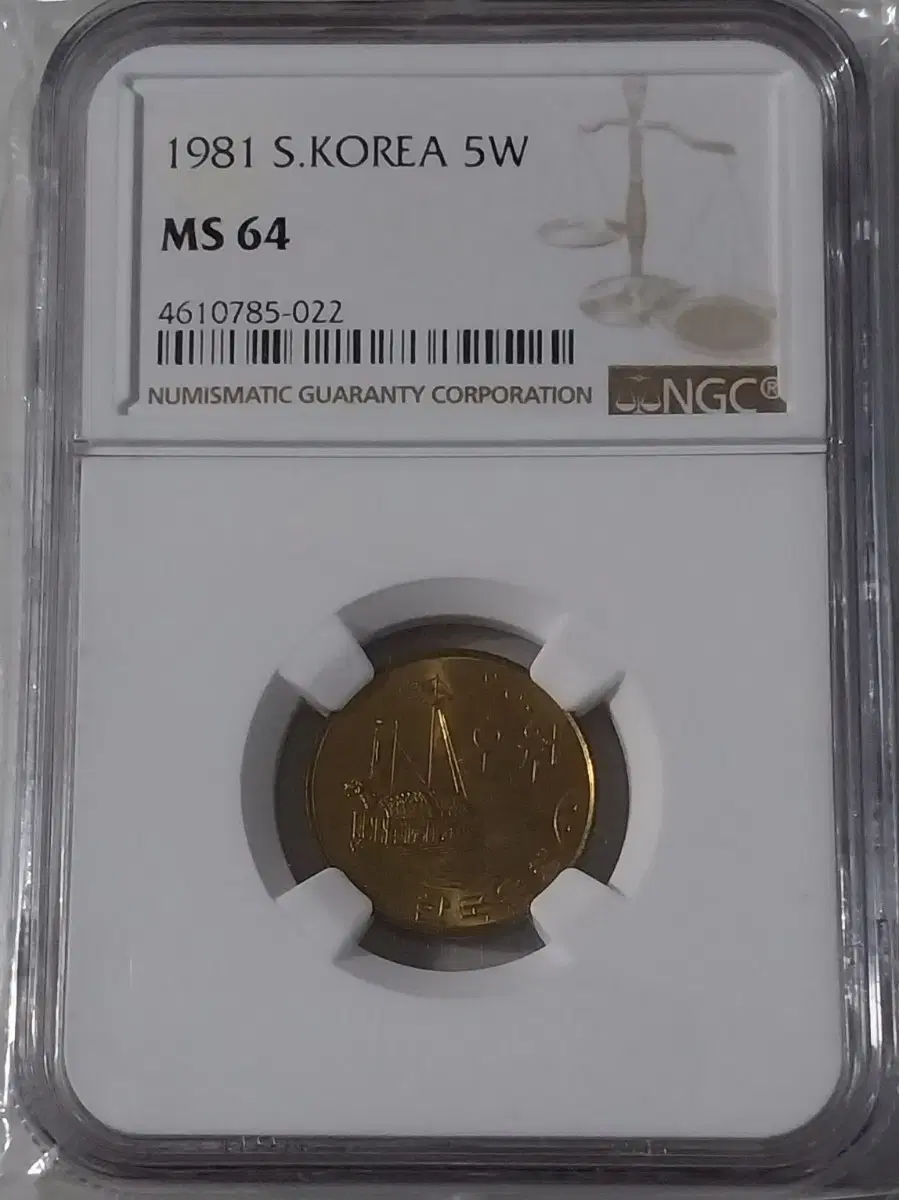 1981 S.KOREA 5W
MS 64
4610785-022
NUMISMATIC GUARANTY CORPORATION
NGC®